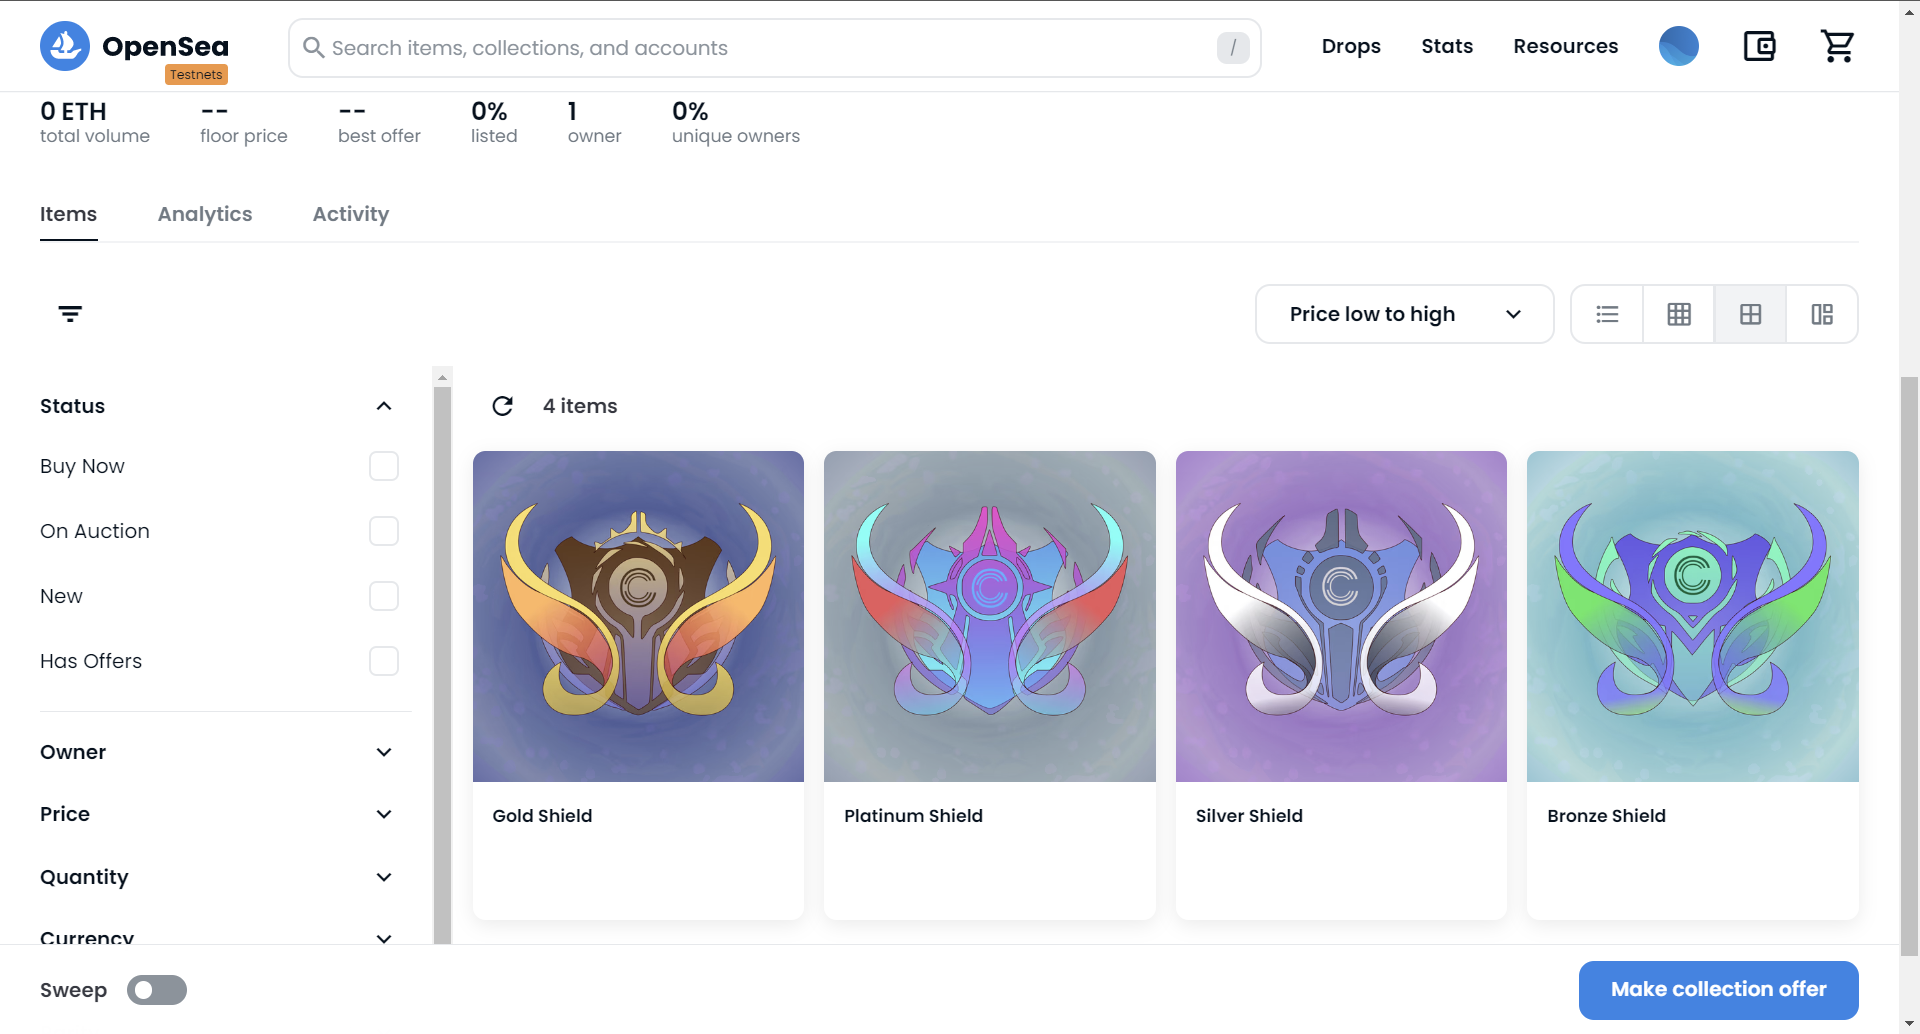 OpenSea
Testnets
Search items, collections, and accounts
/
Drops
Stats
Resources
0 ETH
total volume
--
floor price
--
best offer
0%
listed
1
owner
0%
unique owners
Items
Analytics
Activity
Price low to high
Status
Buy Now
On Auction
New
Has Offers
Owner
Price
Quantity
Currency
4 items
Gold Shield
Platinum Shield
Silver Shield
Bronze Shield
Sweep
Make collection offer